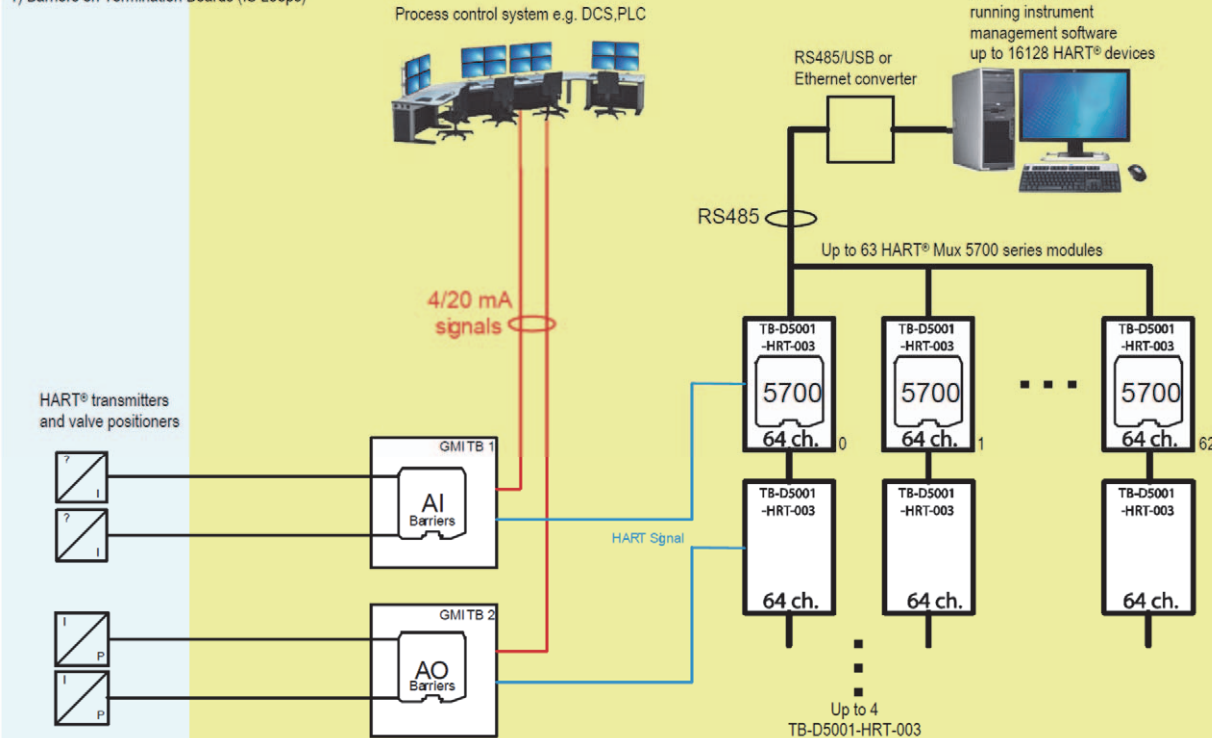 1) Barriers on Termination Boards
Process control system e.g. DCS,PLC
running instrument
management software
up to 16128 HART® devices
RS485/USB or
Ethernet converter
RS485
Up to 63 HART® Mux 5700 series modules
4/20 mA
signals
TB-D5001
-HRT-003
5700
64 ch.
0
TB-D5001
-HRT-003
5700
64 ch.
1
TB-D5001
-HRT-003
5700
64 ch.
62
HART® transmitters
and valve positioners
GMI TB 1
AI
Barriers
?
I
?
I
HART Signal
TB-D5001
-HRT-003
64 ch.
TB-D5001
-HRT-003
64 ch.
TB-D5001
-HRT-003
64 ch.
GMI TB 2
AO
Barriers
I
P
I
P
Up to 4
TB-D5001-HRT-003